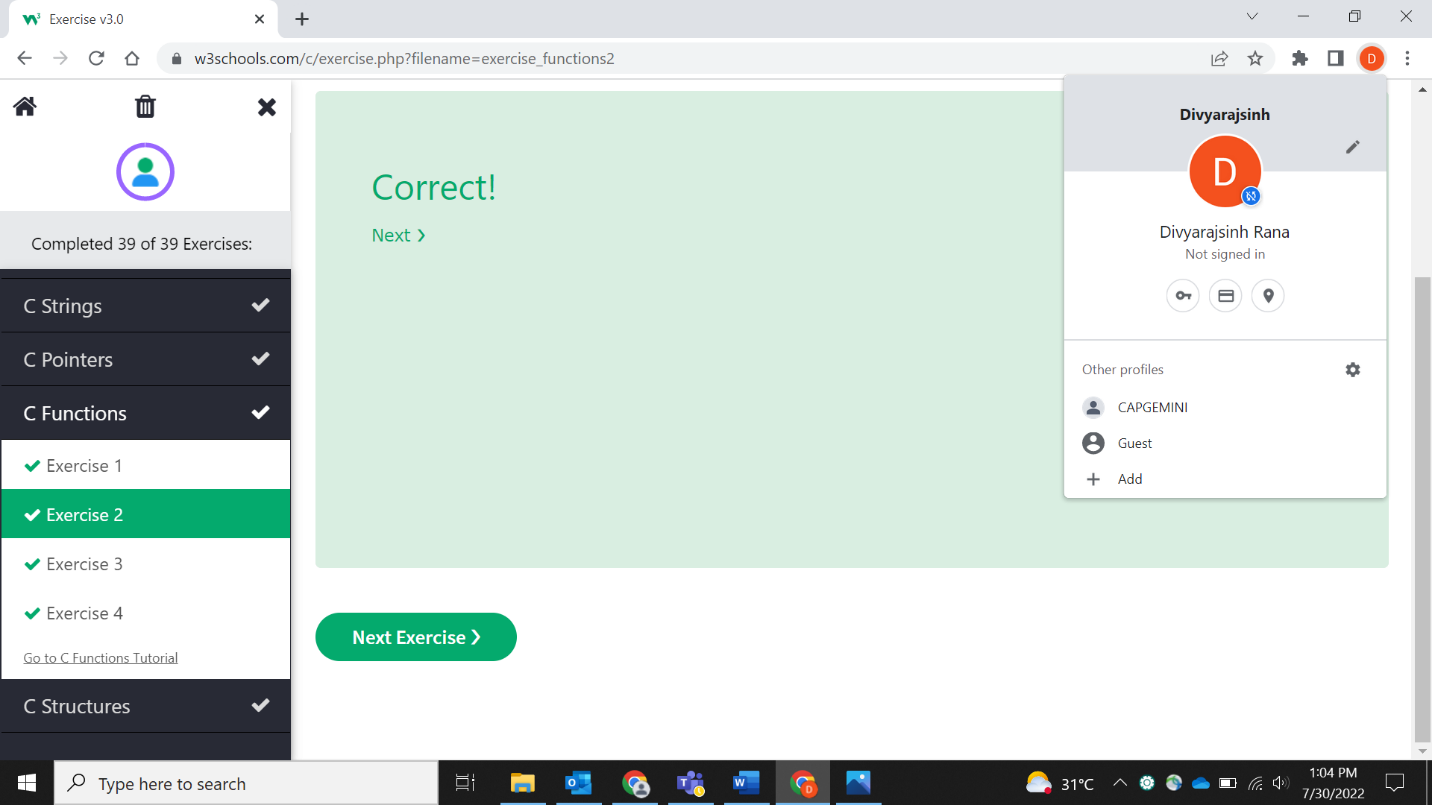 Exercise v3.0
w3schools.com/c/exercise.php?filename=exercise_functions2
D
Completed 39 of 39 Exercises:
C Strings
C Pointers
C Functions
Exercise 1
Exercise 2
Exercise 3
Exercise 4
Go to C Functions Tutorial
C Structures
Correct!
Next ❯
Next Exercise ❯
Divyarajsinh
D
Divyarajsinh Rana
Not signed in
Other profiles
CAPGEMINI
Guest
+ Add
Type here to search
31°C
1:04 PM
7/30/2022